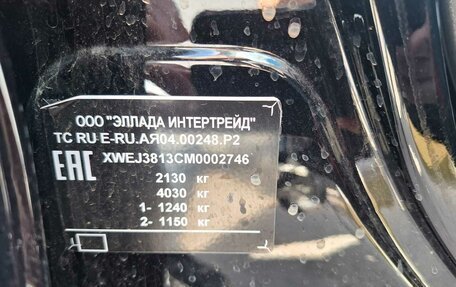 ООО "ЭЛЛАДА ИНТЕРТРЕЙД"
ТС RU Е-RU.АЯ04.00248.Р2
EAC XWEJ3813CM0002746
2130 кг
4030 кг
1- 1240 кг
2- 1150 кг